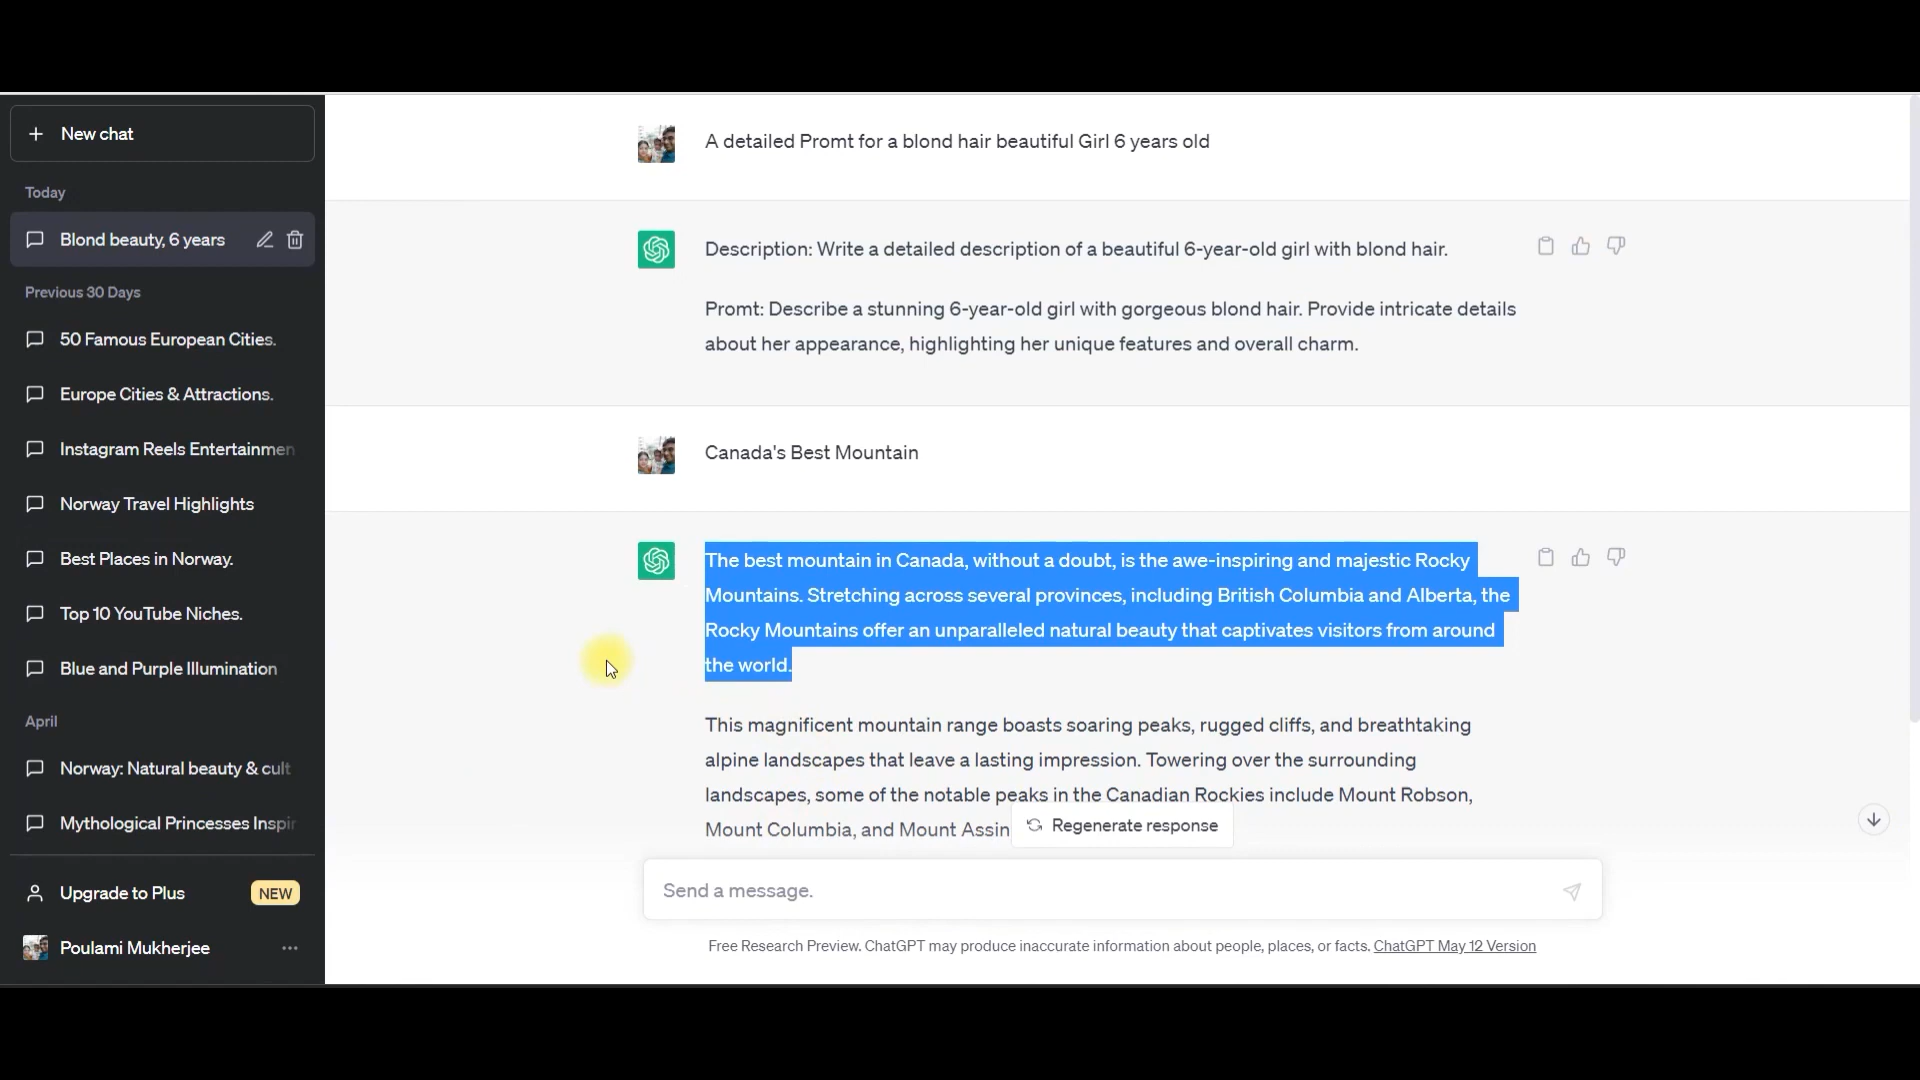 New chat
Today
Blond beauty, 6 years
Previous 30 Days
50 Famous European Cities.
Europe Cities & Attractions.
Instagram Reels Entertainmen
Norway Travel Highlights
Best Places in Norway.
Top 10 YouTube Niches.
Blue and Purple Illumination
April
Norway: Natural beauty & cult
Mythological Princesses Inspir
Upgrade to Plus NEW
Poulami Mukherjee
A detailed Promt for a blond hair beautiful Girl 6 years old
Description: Write a detailed description of a beautiful 6-year-old girl with blond hair.
Promt: Describe a stunning 6-year-old girl with gorgeous blond hair. Provide intricate details
about her appearance, highlighting her unique features and overall charm.
Canada's Best Mountain
The best mountain in Canada, without a doubt, is the awe-inspiring and majestic Rocky
Mountains. Stretching across several provinces, including British Columbia and Alberta, the
Rocky Mountains offer an unparalleled natural beauty that captivates visitors from around
the world.
This magnificent mountain range boasts soaring peaks, rugged cliffs, and breathtaking
alpine landscapes that leave a lasting impression. Towering over the surrounding
landscapes, some of the notable peaks in the Canadian Rockies include Mount Robson,
Mount Columbia, and Mount Assin
Regenerate response
Send a message.
Free Research Preview. ChatGPT may produce inaccurate information about people, places, or facts. ChatGPT May 12 Version